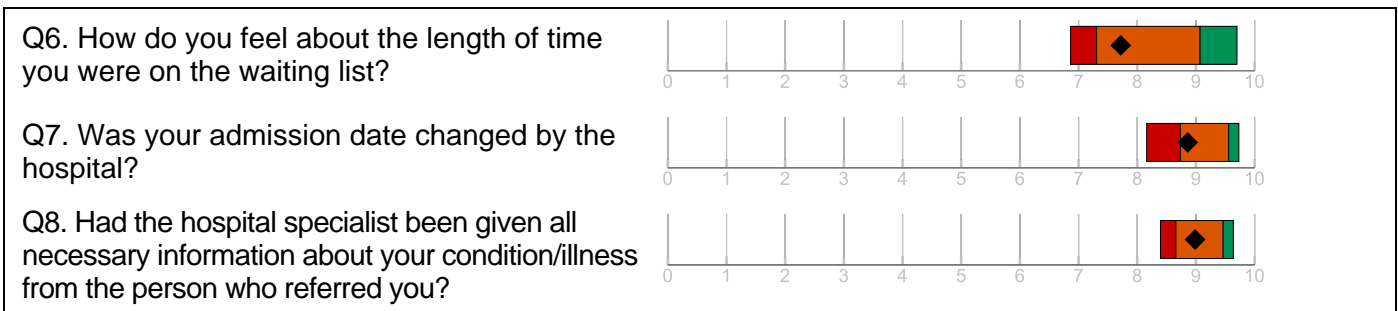 Q6. How do you feel about the length of time
you were on the waiting list?
0 1 2 3 4 5 6 7 8 9 10
Q7. Was your admission date changed by the
hospital?
0 1 2 3 4 5 6 7 8 9 10
Q8. Had the hospital specialist been given all
necessary information about your condition/illness
from the person who referred you?
0 1 2 3 4 5 6 7 8 9 10